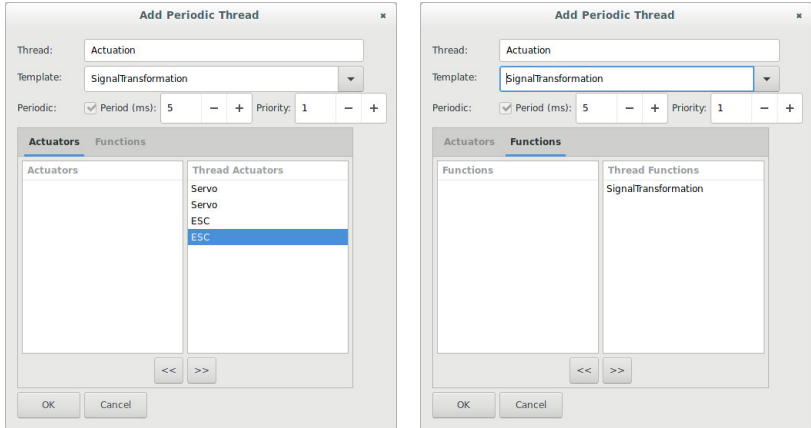 Add Periodic Thread
Thread: Actuation
Template: SignalTransformation
Periodic: Period (ms): 5 − + Priority: 1 − +
Actuators Functions
Actuators Thread Actuators
Servo
Servo
ESC
ESC
<< >>
OK Cancel
Add Periodic Thread
Thread: Actuation
Template: SignalTransformation
Periodic: Period (ms): 5 − + Priority: 1 − +
Actuators Functions
Functions Thread Functions
SignalTransformation
<< >>
OK Cancel